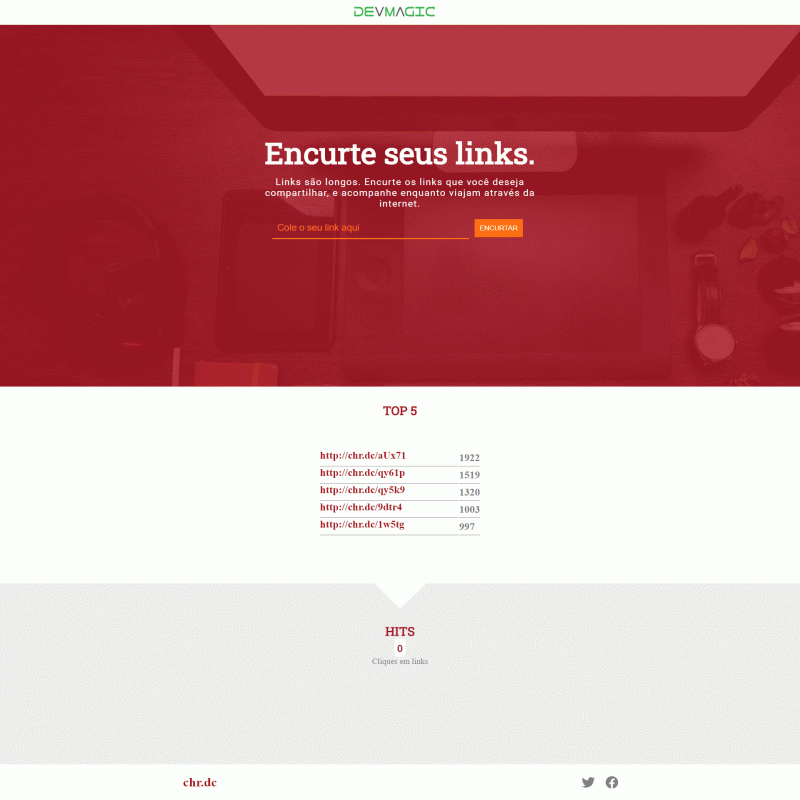 DEVMAGIC
Encurte seus links.
Links são longos. Encurte os links que você deseja
compartilhar, e acompanhe enquanto viajam através da
internet.
Cole o seu link aqui
ENCURTAR
TOP 5
http://chr.dc/aUx71 1922
http://chr.dc/qy61p 1519
http://chr.dc/qy5k9 1320
http://chr.dc/9dtr4 1003
http://chr.dc/1w5tg 997
HITS
0
Cliques em links
chr.dc